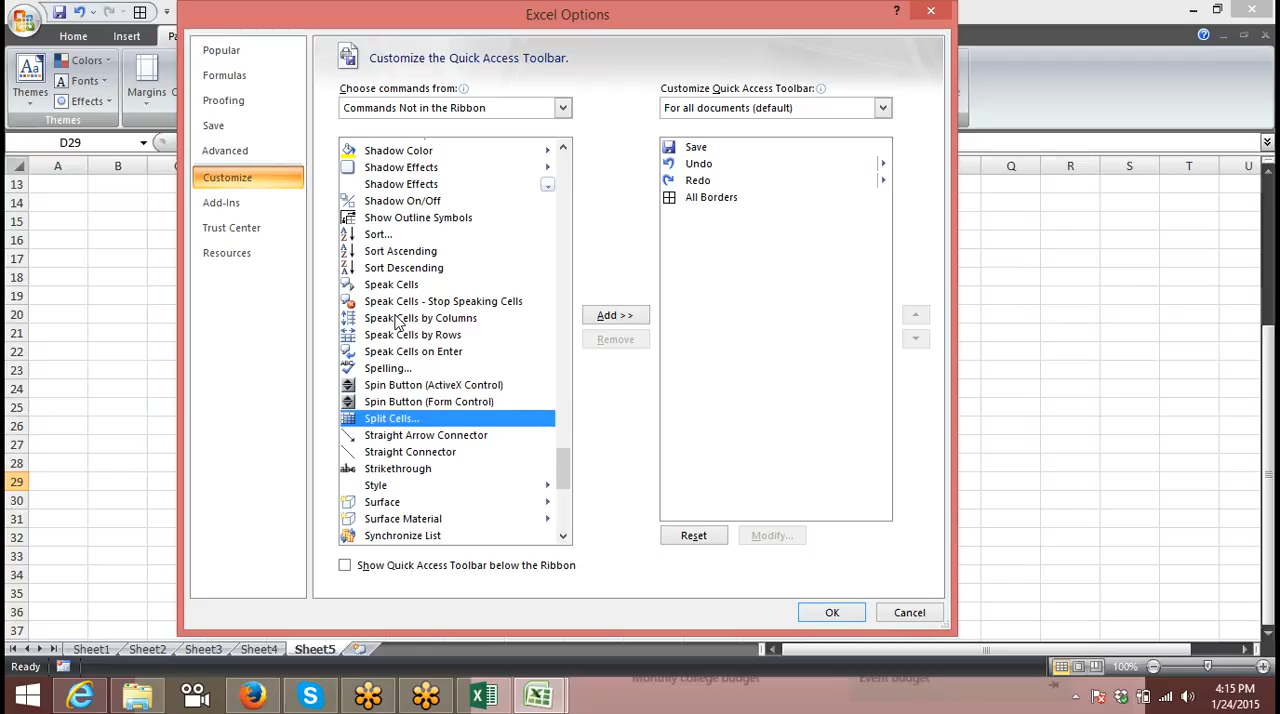 Excel Options
?
Home
Insert
Pa
Themes
Colors
Fonts
Effects
Margins
Themes
D29
A
B
C
Q
R
S
T
U
13
14
15
16
17
18
19
20
21
22
23
24
25
26
27
28
29
30
31
32
33
34
35
36
37
Popular
Formulas
Proofing
Save
Advanced
Customize
Add-Ins
Trust Center
Resources
Customize the Quick Access Toolbar.
Choose commands from:
Commands Not in the Ribbon
Shadow Color
Shadow Effects
Shadow Effects
Shadow On/Off
Show Outline Symbols
Sort...
Sort Ascending
Sort Descending
Speak Cells
Speak Cells - Stop Speaking Cells
Speak Cells by Columns
Speak Cells by Rows
Speak Cells on Enter
Spelling...
Spin Button (ActiveX Control)
Spin Button (Form Control)
Split Cells...
Straight Arrow Connector
Straight Connector
Strikethrough
Style
Surface
Surface Material
Synchronize List
Show Quick Access Toolbar below the Ribbon
Add >>
Remove
Customize Quick Access Toolbar:
For all documents (default)
Save
Undo
Redo
All Borders
Reset
Modify...
OK
Cancel
Sheet1
Sheet2
Sheet3
Sheet4
Sheet5
Ready
100%
Monthly college budget
Event budget
4:15 PM
1/24/2015